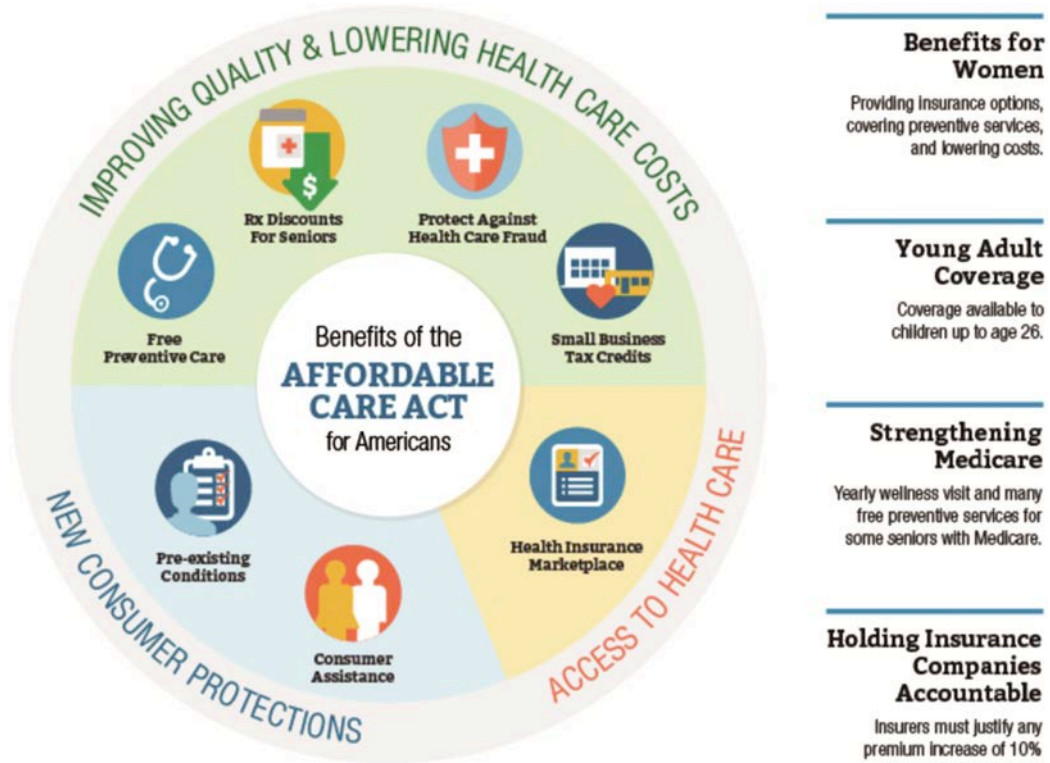 IMPROVING QUALITY & LOWERING HEALTH CARE COSTS
Rx Discounts
For Seniors
Protect Against
Health Care Fraud
Free
Preventive Care
Small Business
Tax Credits
Benefits of the
AFFORDABLE
CARE ACT
for Americans
Pre-existing
Conditions
Consumer
Assistance
Health Insurance
Marketplace
NEW CONSUMER PROTECTIONS
ACCESS TO HEALTH CARE
Benefits for
Women
Providing insurance options,
covering preventive services,
and lowering costs.
Young Adult
Coverage
Coverage available to
children up to age 26.
Strengthening
Medicare
Yearly wellness visit and many
free preventive services for
some seniors with Medicare.
Holding Insurance
Companies
Accountable
Insurers must justify any
premium increase of 10%